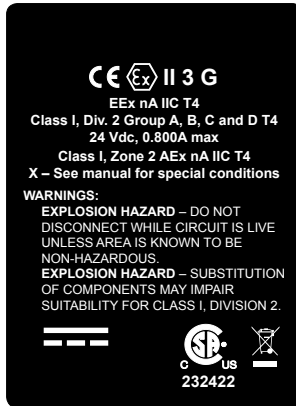 CE Ex II 3 G
EEx nA IIC T4
Class I, Div. 2 Group A, B, C and D T4
24 Vdc, 0.800A max
Class I, Zone 2 AEx nA IIC T4
X – See manual for special conditions
WARNINGS:
EXPLOSION HAZARD – DO NOT
DISCONNECT WHILE CIRCUIT IS LIVE
UNLESS AREA IS KNOWN TO BE
NON-HAZARDOUS.
EXPLOSION HAZARD – SUBSTITUTION
OF COMPONENTS MAY IMPAIR
SUITABILITY FOR CLASS I, DIVISION 2.
SA
C US
232422